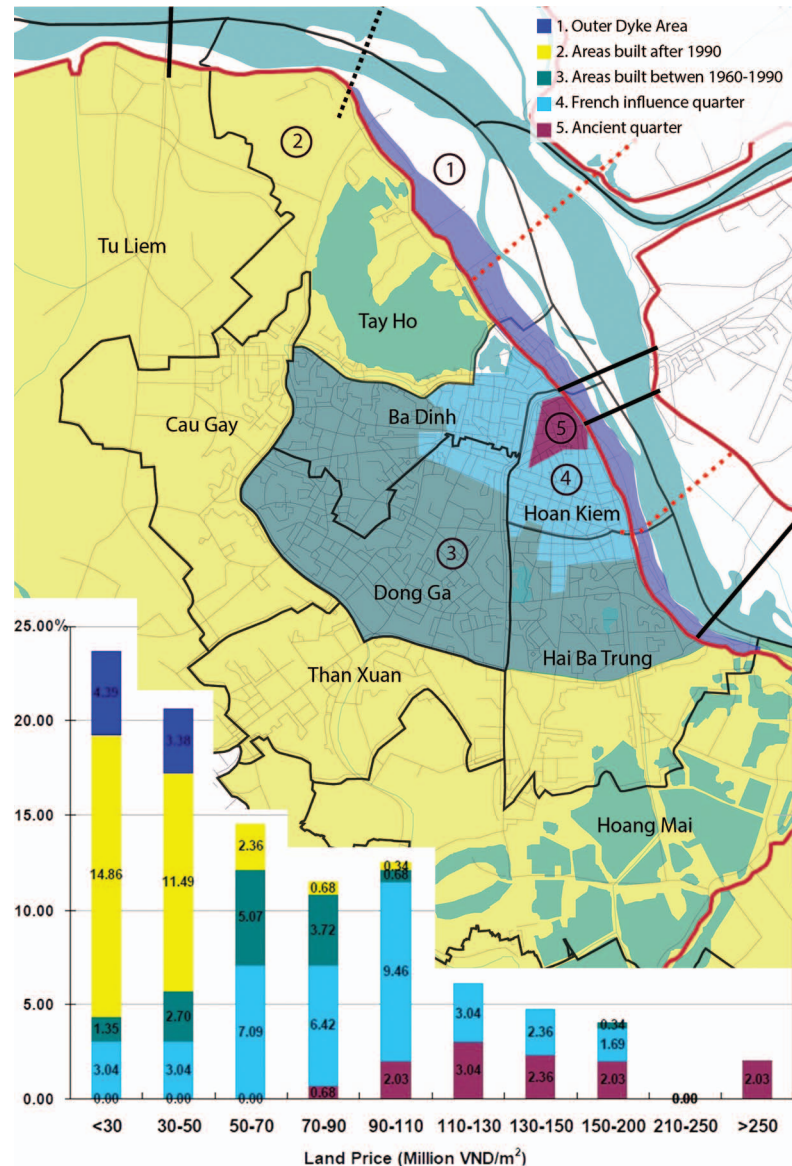 1. Outer Dyke Area
2. Areas built after 1990
3. Areas built betwen 1960-1990
4. French influence quarter
5. Ancient quarter
2
1
Tu Liem
Tay Ho
Cau Gay
Ba Dinh
5
4
Hoan Kiem
3
Dong Ga
Hai Ba Trung
Than Xuan
Hoang Mai
25.00%
20.00
15.00
10.00
5.00
0.00
4.39
14.86
1.35
3.04
0.00
3.38
11.49
2.70
3.04
0.00
2.36
5.07
7.09
0.00
0.68
3.72
6.42
0.68
0.34
0.68
9.46
2.03
3.04
3.04
2.36
2.36
0.34
1.69
2.03
0.00
2.03
<30 30-50 50-70 70-90 90-110 110-130 130-150 150-200 210-250 >250
Land Price (Million VND/m²)